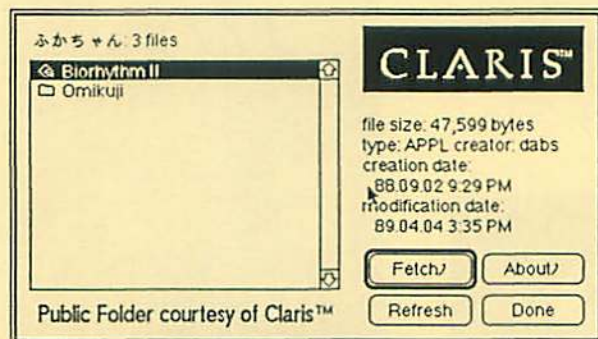 ふかちゃん: 3 files
Biorhythm II
Omikuji
Public Folder courtesy of Claris™
CLARIS™
file size: 47,599 bytes
type: APPL creator: dabs
creation date:
88.09.02 9:29 PM
modification date:
89.04.04 3:35 PM
Fetch♪ About♪
Refresh Done